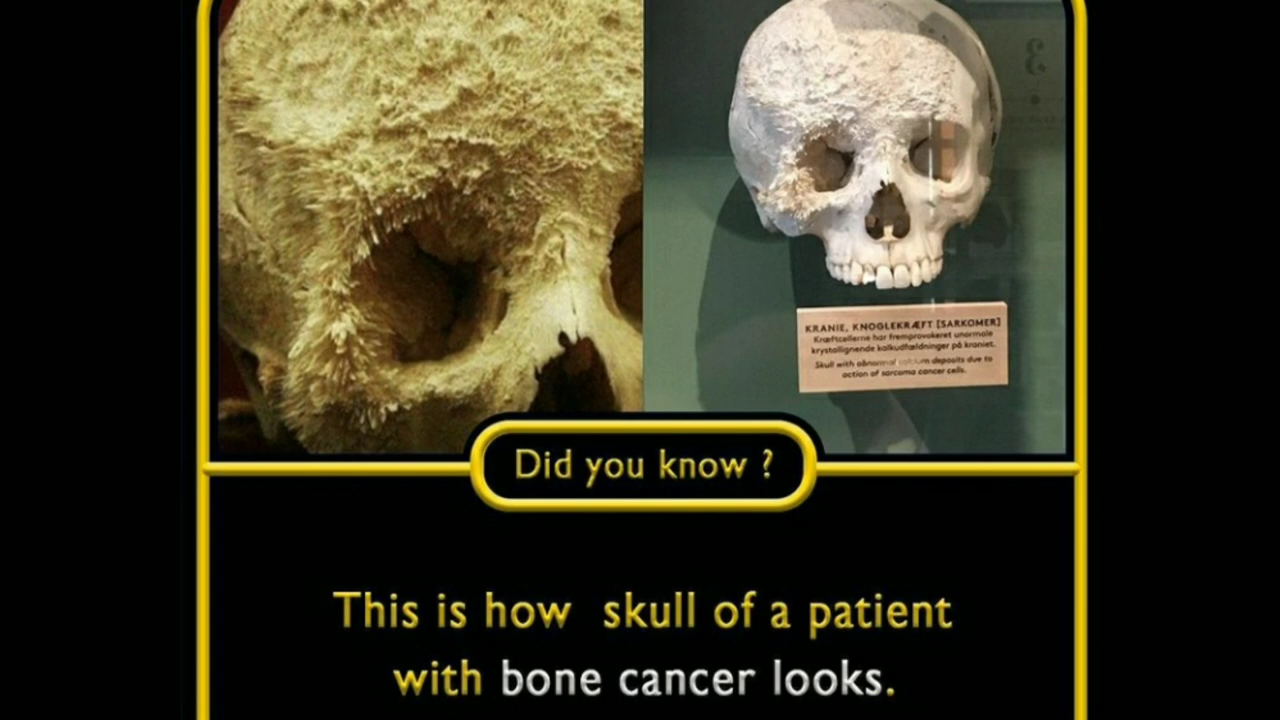 KRANIE, KNOGLEKRÆFT [SARKOMER]
Kræftcellerne har fremprovokeret unormale
krystallignende kalkudfældninger på kraniet.
Skull with abnormal calcium deposits due to
action of sarcoma cancer cells.
Did you know ?
This is how skull of a patient
with bone cancer looks.